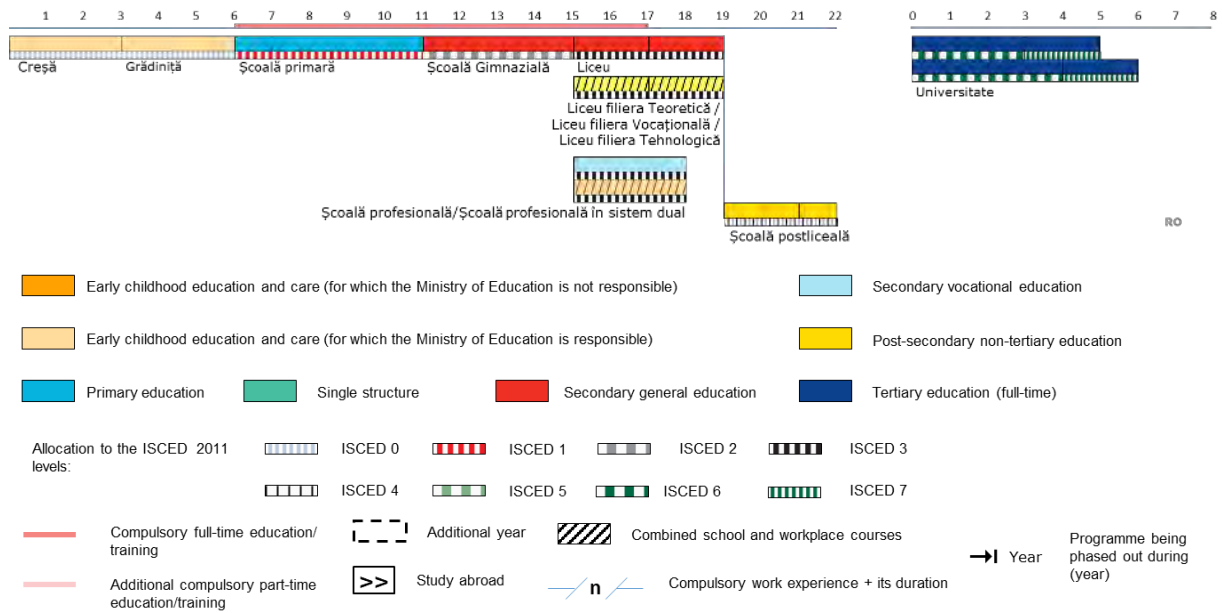 1 2 3 4 5 6 7 8 9 10 11 12 13 14 15 16 17 18 19 20 21 22
0 1 2 3 4 5 6 7 8
Creșă Grădiniță Școală primară Școală Gimnazială Liceu
Universitate
Liceu filiera Teoretică /
Liceu filiera Vocațională /
Liceu filiera Tehnologică
Școală profesională/Școală profesională în sistem dual
Școală postliceală
RO
Early childhood education and care (for which the Ministry of Education is not responsible)
Secondary vocational education
Early childhood education and care (for which the Ministry of Education is responsible)
Post-secondary non-tertiary education
Primary education
Single structure
Secondary general education
Tertiary education (full-time)
Allocation to the ISCED 2011
levels:
ISCED 0
ISCED 1
ISCED 2
ISCED 3
ISCED 4
ISCED 5
ISCED 6
ISCED 7
Compulsory full-time education/
training
Additional year
Combined school and workplace courses
Year
Programme being
phased out during
(year)
Additional compulsory part-time
education/training
>>
Study abroad
n
Compulsory work experience + its duration